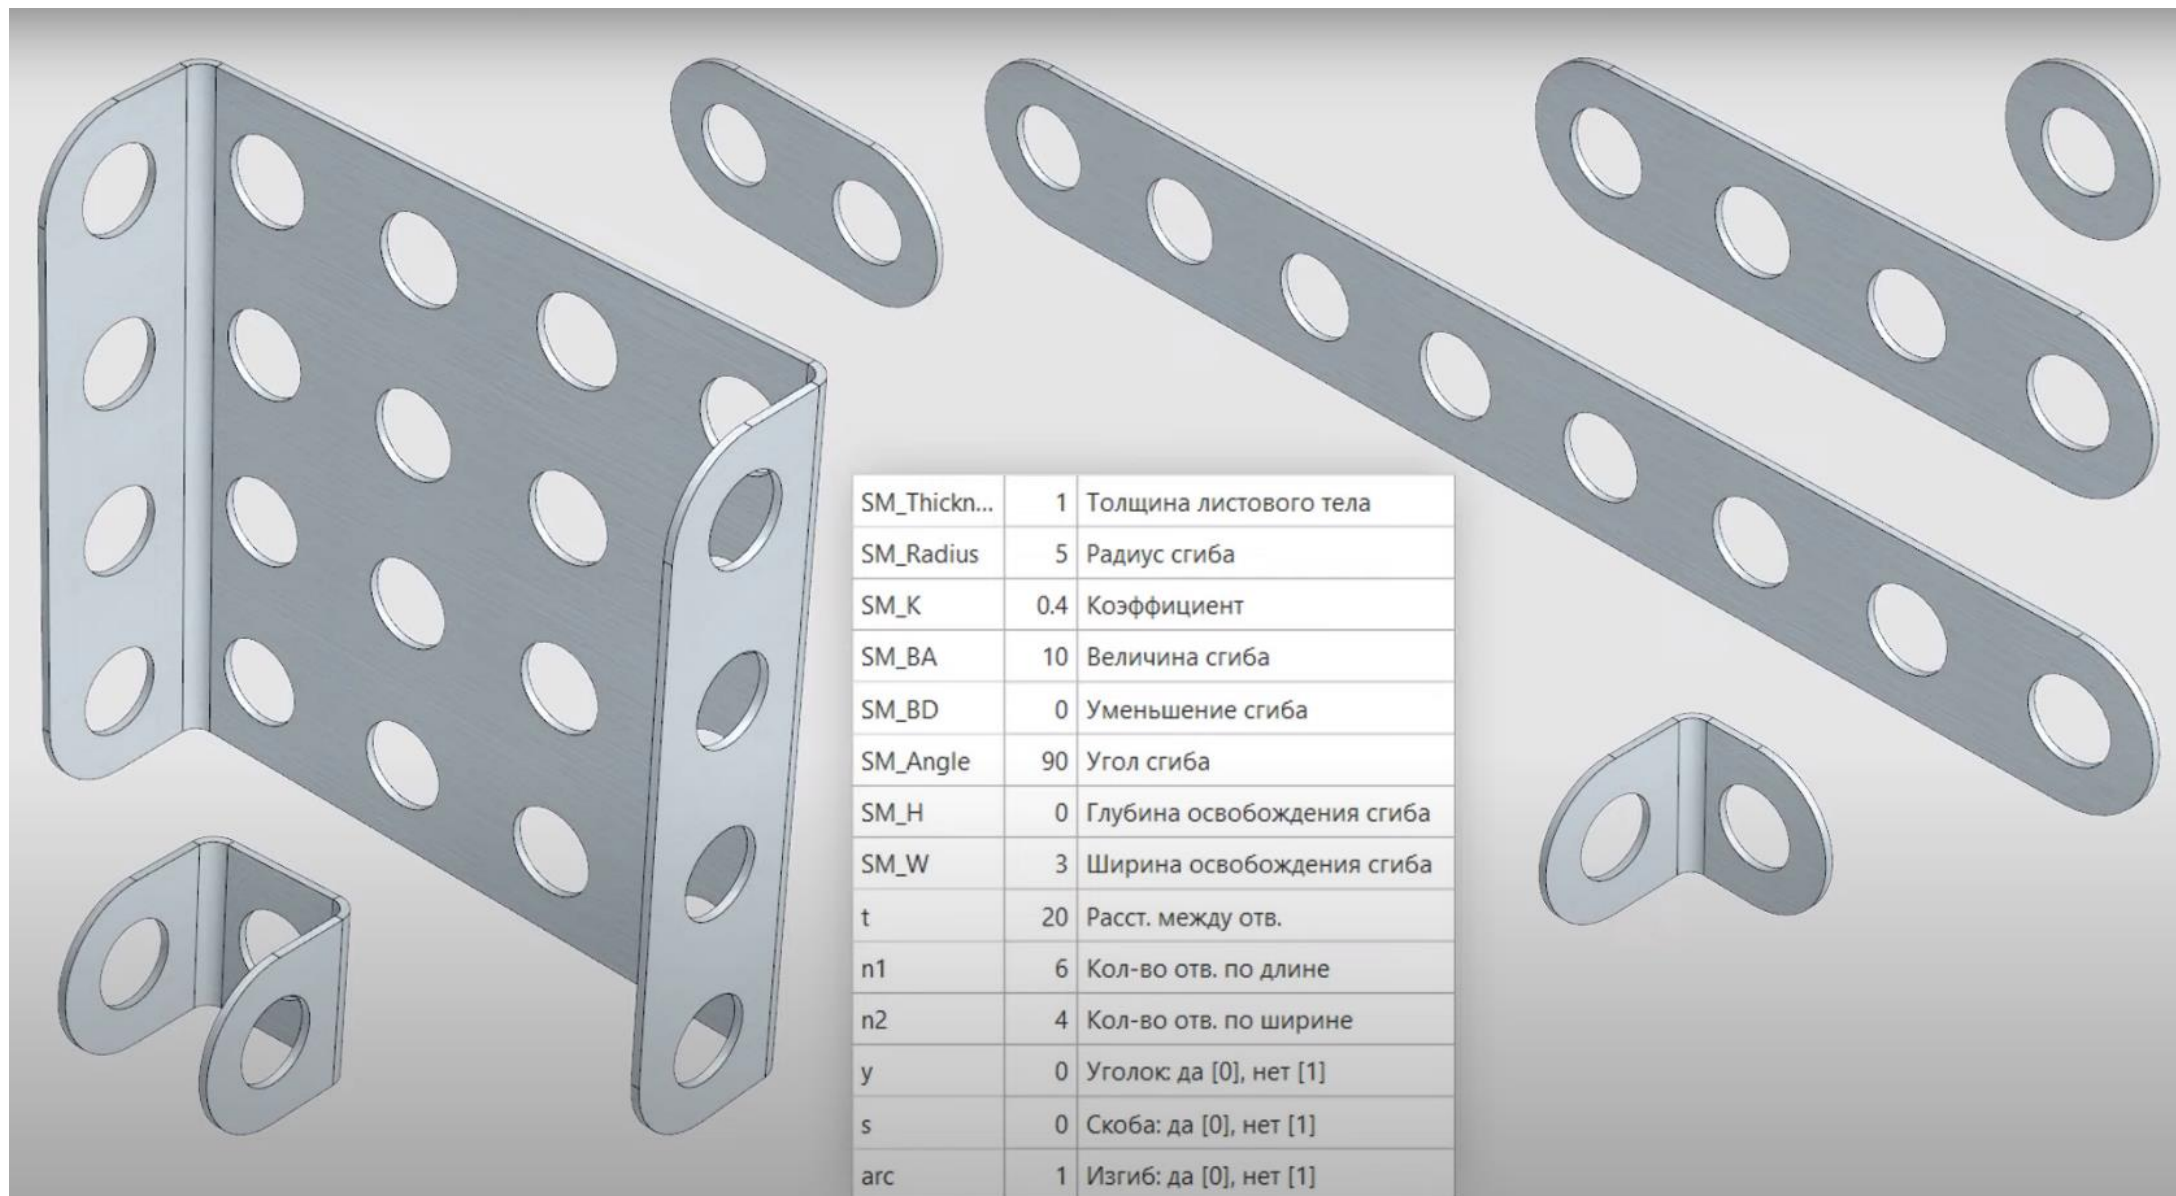 SM_Thickn... 1 Толщина листового тела
SM_Radius 5 Радиус сгиба
SM_K 0.4 Коэффициент
SM_BA 10 Величина сгиба
SM_BD 0 Уменьшение сгиба
SM_Angle 90 Угол сгиба
SM_H 0 Глубина освобождения сгиба
SM_W 3 Ширина освобождения сгиба
t 20 Расст. между отв.
n1 6 Кол-во отв. по длине
n2 4 Кол-во отв. по ширине
y 0 Уголок: да [0], нет [1]
s 0 Скоба: да [0], нет [1]
arc 1 Изгиб: да [0], нет [1]